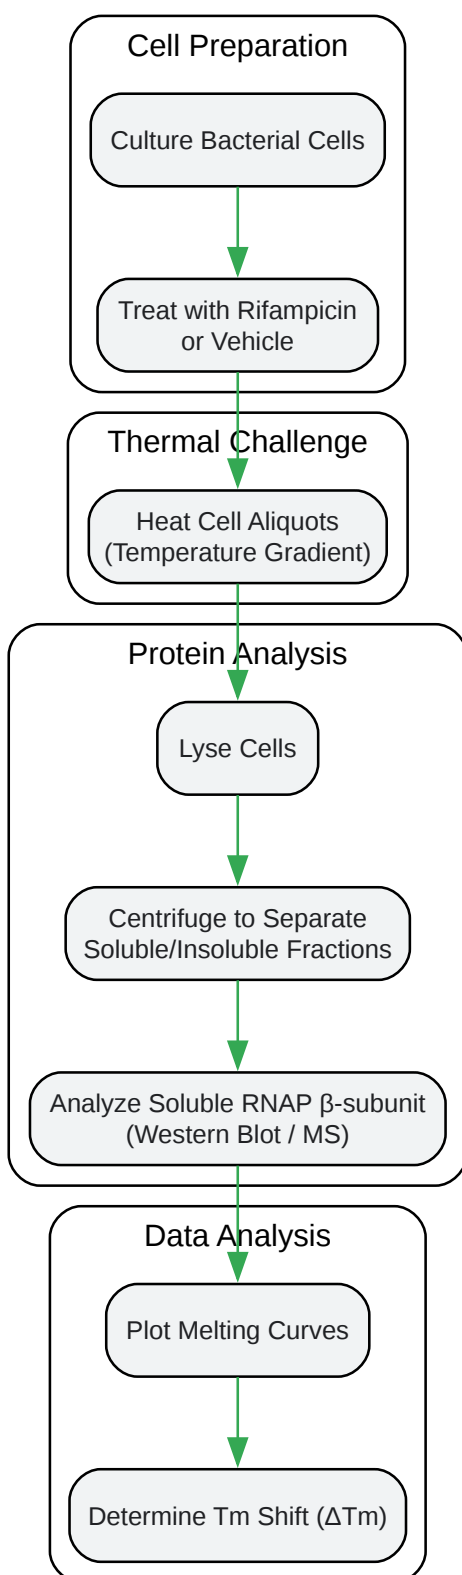 Cell Preparation
Culture Bacterial Cells
Treat with Rifampicin
or Vehicle
Thermal Challenge
Heat Cell Aliquots
(Temperature Gradient)
Protein Analysis
Lyse Cells
Centrifuge to Separate
Soluble/Insoluble Fractions
Analyze Soluble RNAP β-subunit
(Western Blot / MS)
Data Analysis
Plot Melting Curves
Determine Tm Shift (ΔTm)